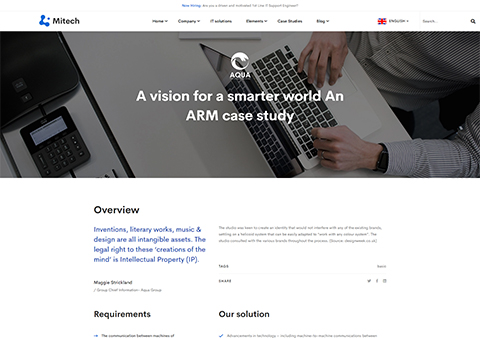 Now Hiring: Are you a driven and motivated 1st Line IT Support Engineer?
Mitech
Home Company IT solutions Elements Case Studies Blog
ENGLISH
Search...
AQUA
A vision for a smarter world An
ARM case study
Overview
Inventions, literary works, music &
design are all intangible assets. The
legal right to these 'creations of the
mind' is Intellectual Property (IP).
Maggie Strickland
/ Group Chief Information- Aqua Group
The studio was keen to create an identity that would not interfere with any of the existing brands,
settling on a balanced system that can be easily adapted to "work with any colour system". The
studio consulted with the various brands throughout the process. (Source: designweek.co.uk)
TAGS:
SHARE
Requirements
The communication between machines of
Our solution
Advancements in technology – including machine-to-machine communications between